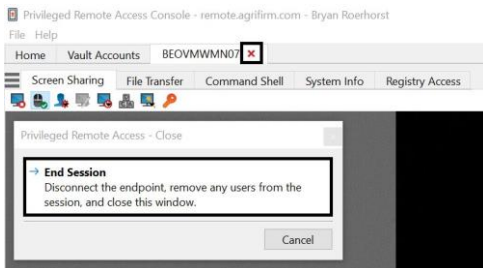 Privileged Remote Access Console - remote.agrifirm.com - Bryan Roerhorst
File Help
Home Vault Accounts BEOVMWMN07
Screen Sharing File Transfer Command Shell System Info Registry Access
Privileged Remote Access - Close
End Session
Disconnect the endpoint, remove any users from the
session, and close this window.
Cancel